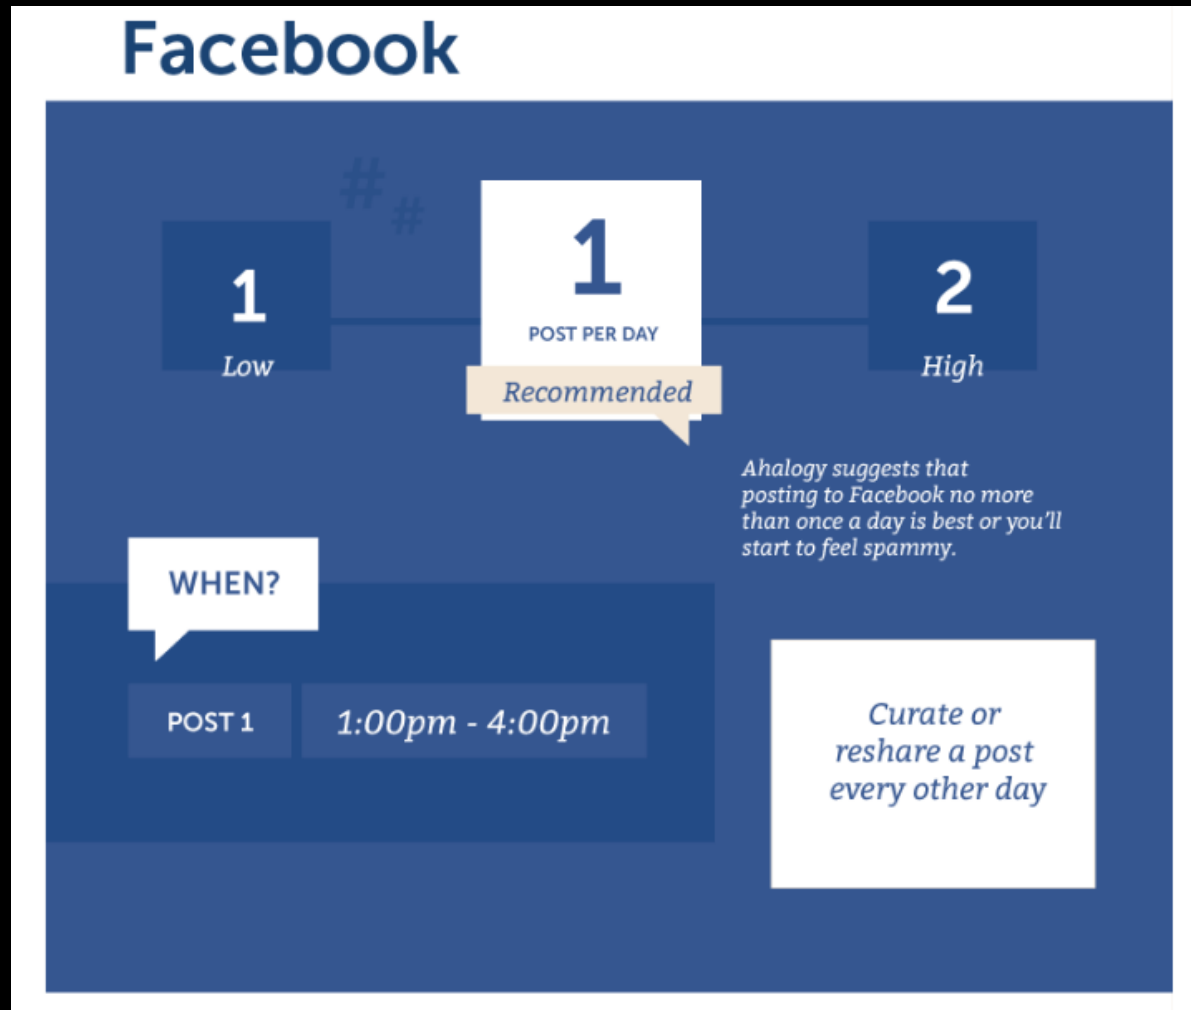 Facebook
#
#
1
Low
1
POST PER DAY
Recommended
2
High
Ahalogy suggests that
posting to Facebook no more
than once a day is best or you'll
start to feel spammy.
WHEN?
POST 1
1:00pm - 4:00pm
Curate or
reshare a post
every other day